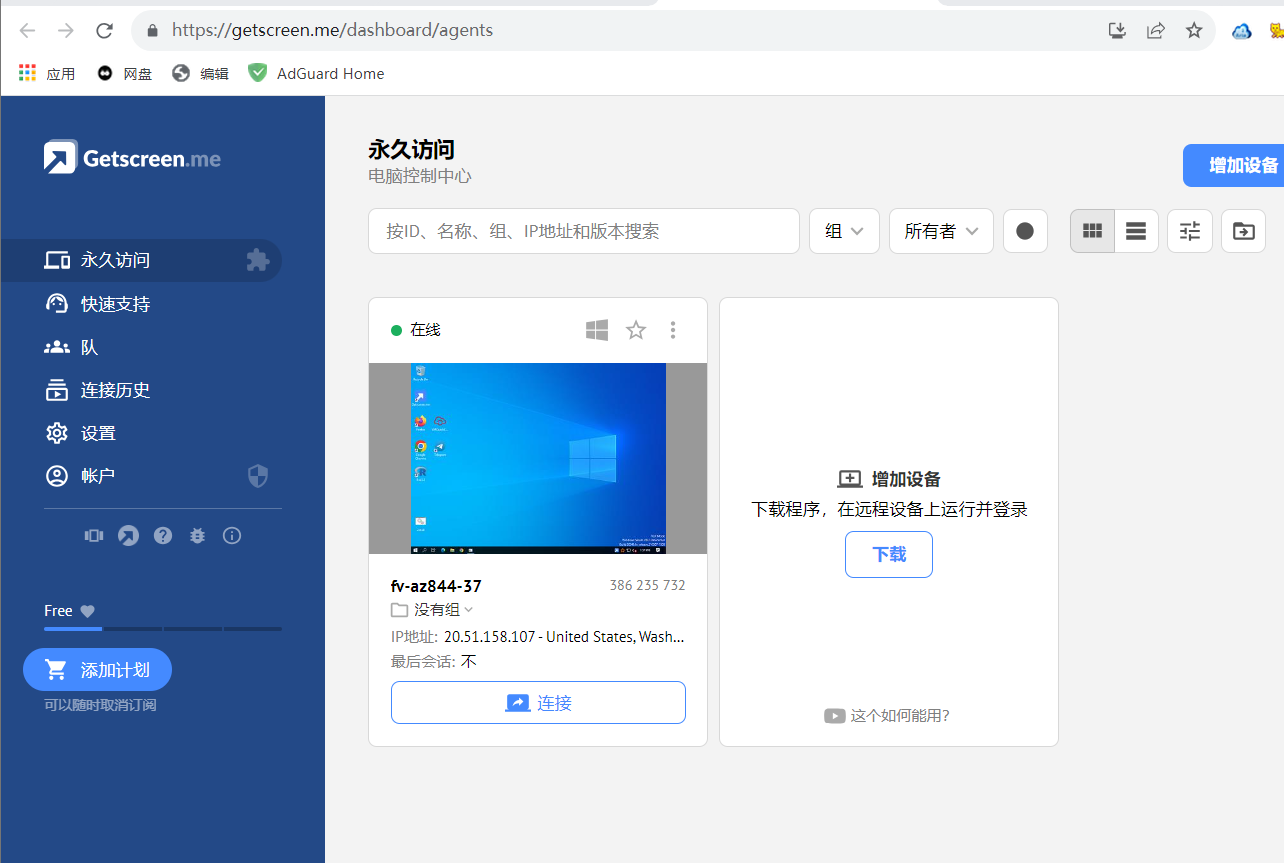 https://getscreen.me/dashboard/agents
应用
网盘
编辑
AdGuard Home
Getscreen.me
永久访问
快速支持
队
连接历史
设置
帐户
Free
添加计划
可以随时取消订阅
永久访问
电脑控制中心
增加设备
按ID、名称、组、IP地址和版本搜索
组
所有者
在线
fv-az844-37
386 235 732
没有组
IP地址: 20.51.158.107 - United States, Wash...
最后会话: 不
连接
增加设备
下载程序，在远程设备上运行并登录
下载
这个如何能用?